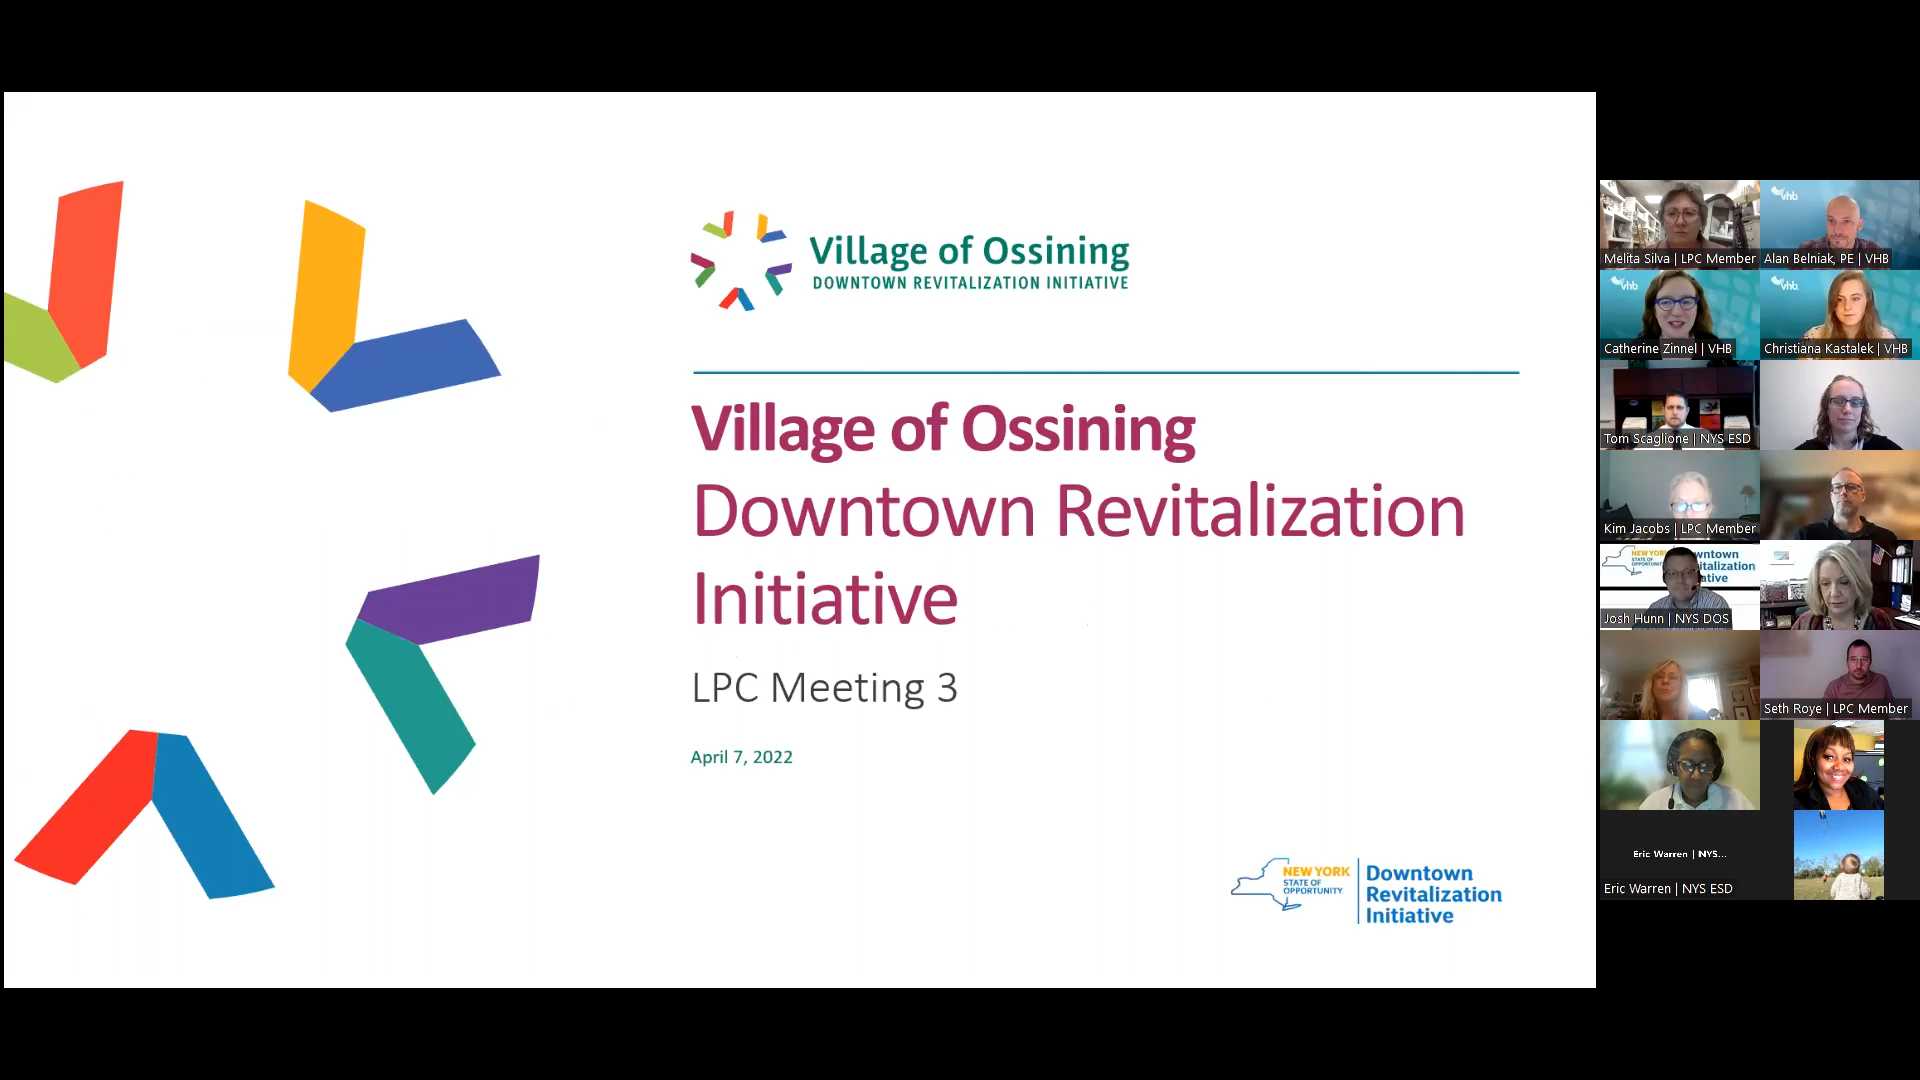 Village of Ossining
DOWNTOWN REVITALIZATION INITIATIVE
Village of Ossining
Downtown Revitalization
Initiative
LPC Meeting 3
April 7, 2022
NEW YORK
STATE OF
OPPORTUNITY
Downtown
Revitalization
Initiative
vhb
Melita Silva | LPC Member
Alan Belniak, PE | VHB
vhb
vhb
Catherine Zinnel | VHB
Christiana Kastalek | VHB
Tom Scaglione | NYS ESD
Kim Jacobs | LPC Member
Josh Hunn | NYS DOS
Seth Roye | LPC Member
Eric Warren | NYS...
Eric Warren | NYS ESD